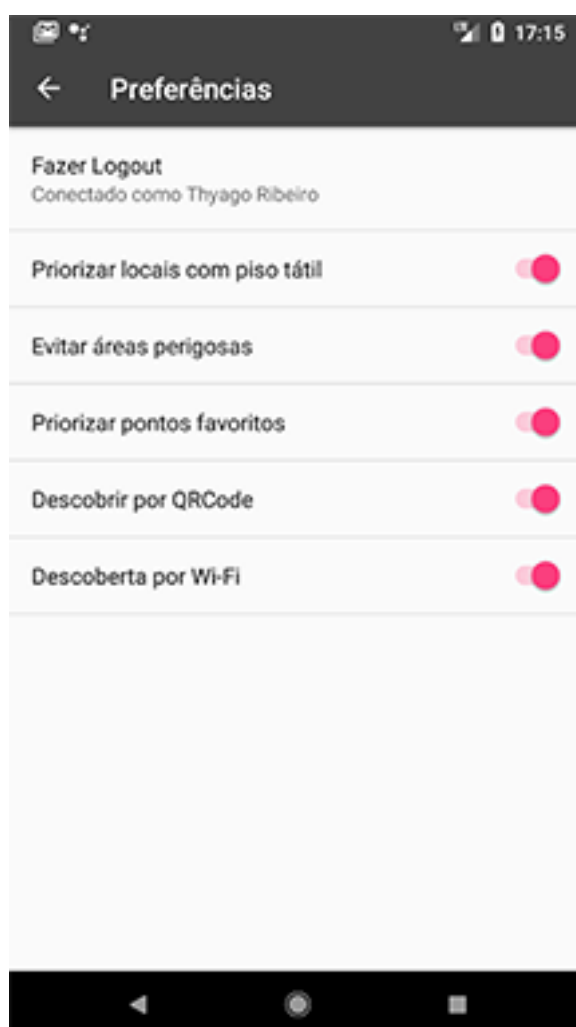 17:15
Preferências
Fazer Logout
Conectado como Thyago Ribeiro
Priorizar locais com piso tátil
Evitar áreas perigosas
Priorizar pontos favoritos
Descobrir por QRCode
Descoberta por Wi-Fi